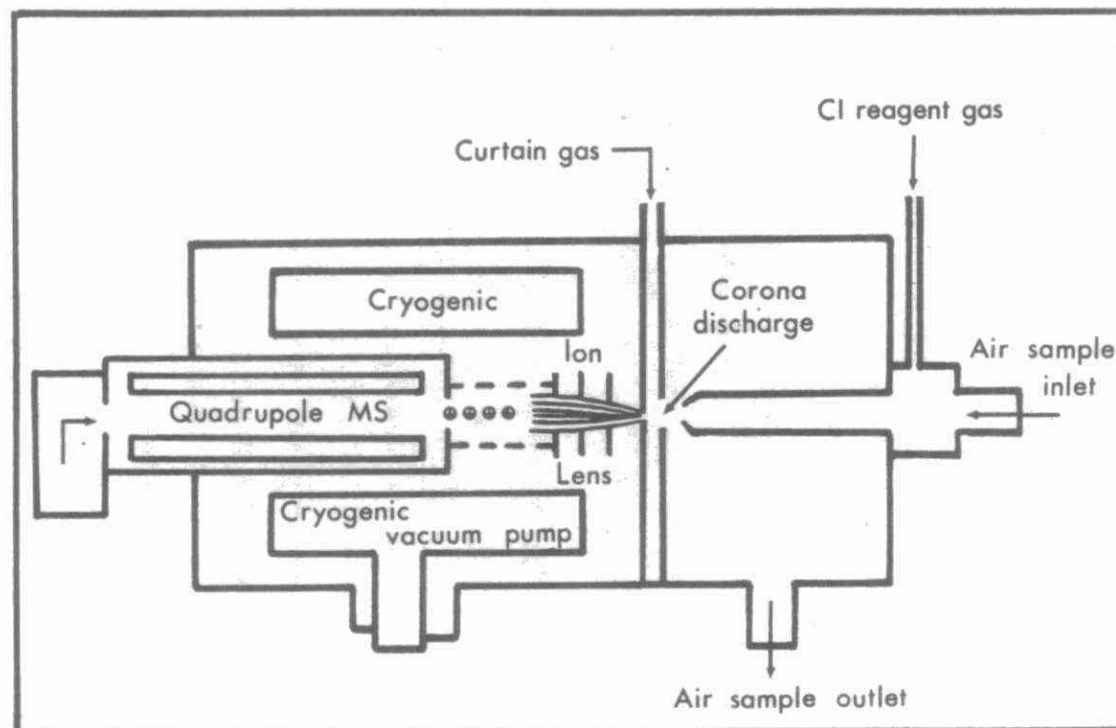 CI reagent gas
Curtain gas
Corona
discharge
Cryogenic
Ion
Air sample
inlet
Quadrupole MS
Lens
Cryogenic
vacuum pump
Air sample outlet